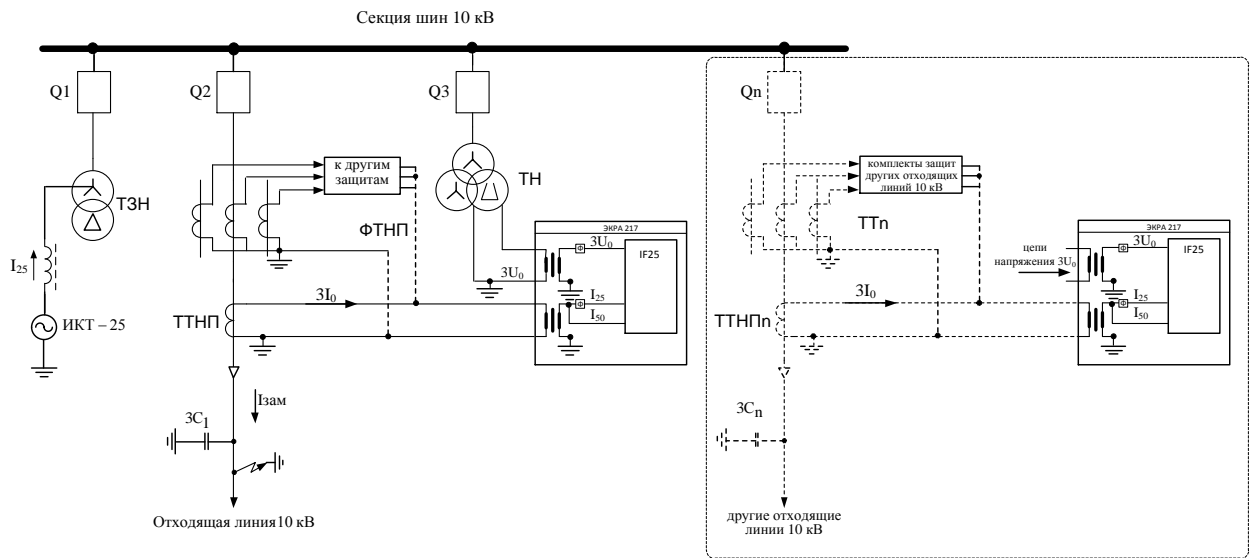 Секция шин 10 кВ
Q1
Q2
Q3
Qn
ТЗН
I25
ИКТ – 25
к другим
защитам
ФТНП
ТН
ТТНП
3I0
3U0
ЭКРА 217
Ф
3U0
IF25
Ф
I25
I50
Iзам
3C1
Отходящая линия10 кВ
комплекты защит
других отходящих
линий 10 кВ
ТТn
цепи
напряжения 3U0
ТТНПn
3I0
ЭКРА 217
Ф
3U0
IF25
Ф
I25
I50
3Cn
другие отходящие
линии 10 кВ